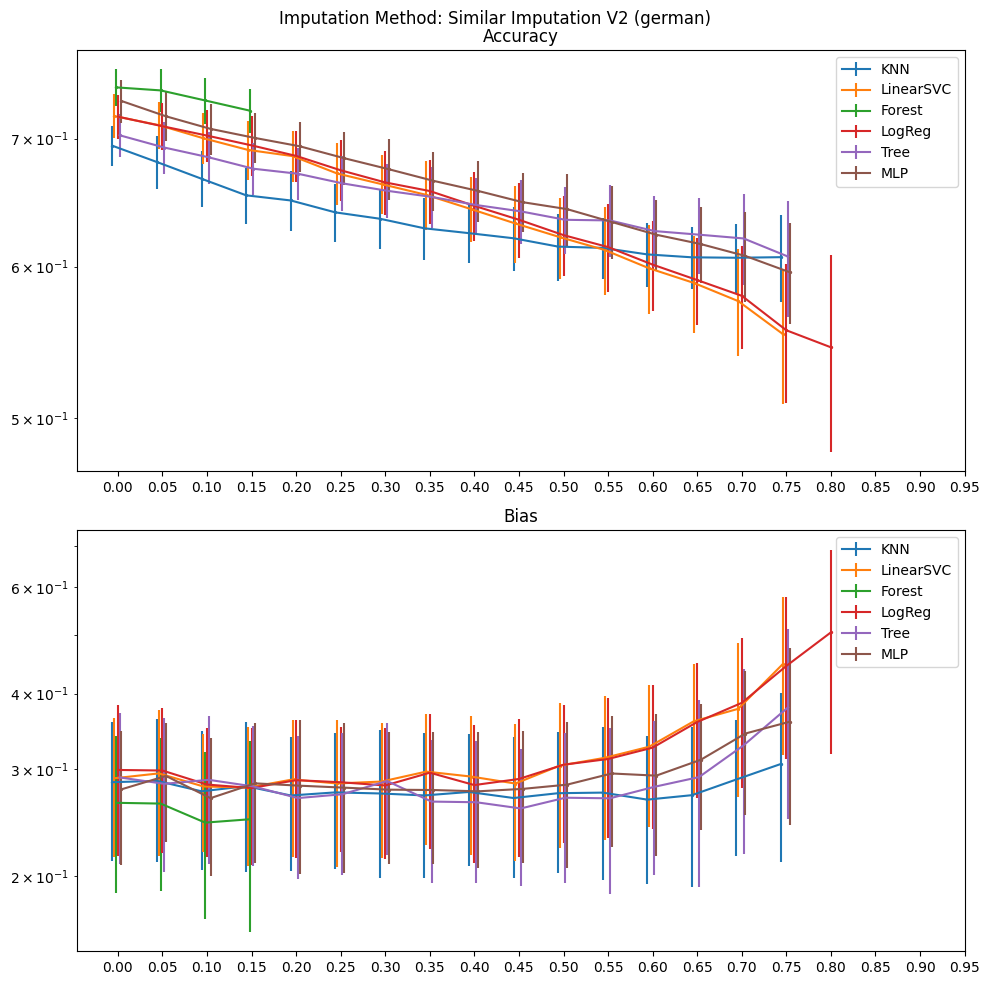 Imputation Method: Similar Imputation V2 (german)
Accuracy
7 × 10⁻¹
6 × 10⁻¹
5 × 10⁻¹
KNN
LinearSVC
Forest
LogReg
Tree
MLP
0.00 0.05 0.10 0.15 0.20 0.25 0.30 0.35 0.40 0.45 0.50 0.55 0.60 0.65 0.70 0.75 0.80 0.85 0.90 0.95
Bias
6 × 10⁻¹
4 × 10⁻¹
3 × 10⁻¹
2 × 10⁻¹
KNN
LinearSVC
Forest
LogReg
Tree
MLP
0.00 0.05 0.10 0.15 0.20 0.25 0.30 0.35 0.40 0.45 0.50 0.55 0.60 0.65 0.70 0.75 0.80 0.85 0.90 0.95